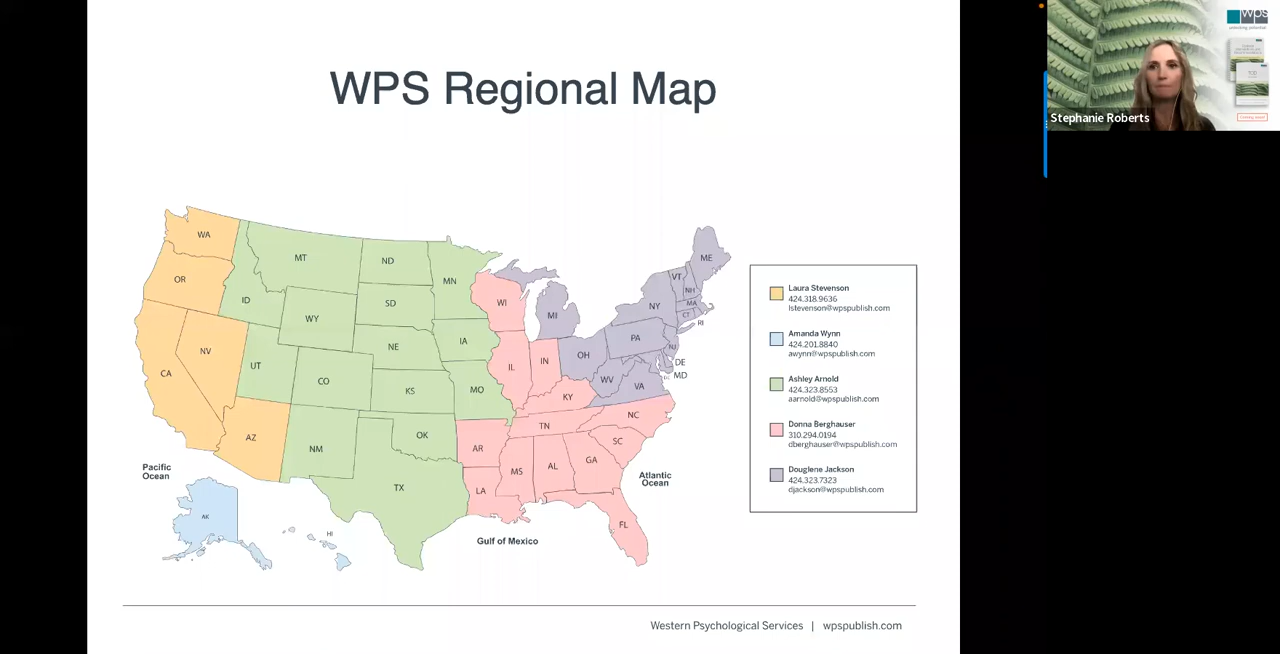 WPS Regional Map
wps
Stephanie Roberts
WA
OR
CA
NV
AZ
MT
ID
WY
UT
CO
NM
ND
SD
NE
KS
OK
TX
MN
IA
MO
WI
IL
IN
KY
TN
NC
SC
AR
LA
MS
AL
GA
FL
MI
OH
WV
VA
PA
NY
VT
NH
MA
CT
RI
NJ
DE
MD
ME
AK
HI
Pacific
Ocean
Atlantic
Ocean
Gulf of Mexico
Laura Stevenson
424.318.9636
lstevenson@wpspublish.com
Amanda Wynn
424.201.8840
awynn@wpspublish.com
Ashley Arnold
424.323.8553
aarnold@wpspublish.com
Donna Berghauser
310.294.0194
dberghauser@wpspublish.com
Douglene Jackson
424.323.7323
djackson@wpspublish.com
Western Psychological Services | wpspublish.com